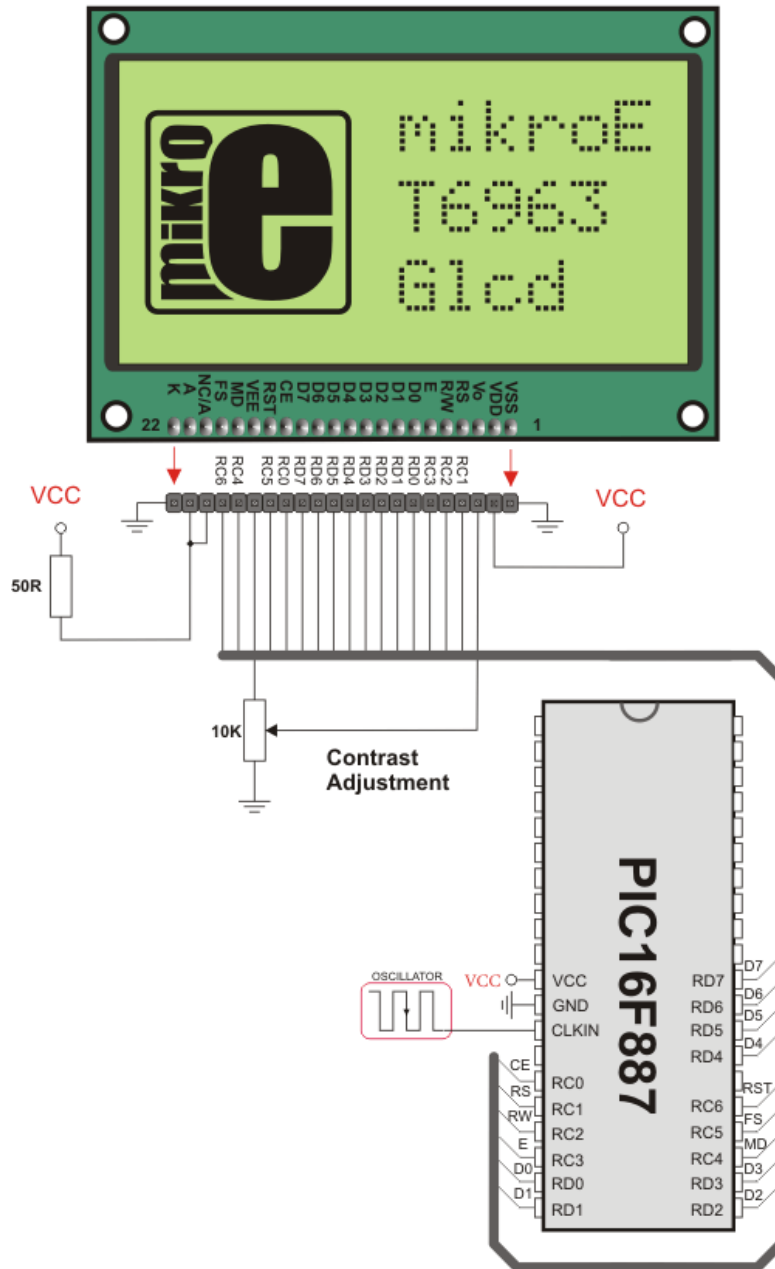 mikro
e
mikroE
T6963
Glcd
K A NC/A FS MD VEE RST CE D7 D6 D5 D4 D3 D2 D1 D0 E R/W RS Vo VDD VSS
22 1
RC6 RC4 RC5 RC0 RD7 RD6 RD5 RD4 RD3 RD2 RD1 RD0 RC3 RC2 RC1
VCC
VCC
50R
10K
Contrast
Adjustment
PIC16F887
OSCILLATOR
VCC
VCC
GND
CLKIN
CE
RC0
RS
RC1
RW
RC2
E
RC3
D0
RD0
D1
RD1
D7
RD7
D6
RD6
D5
RD5
D4
RD4
RST
RC6
FS
RC5
MD
RC4
D3
RD3
D2
RD2